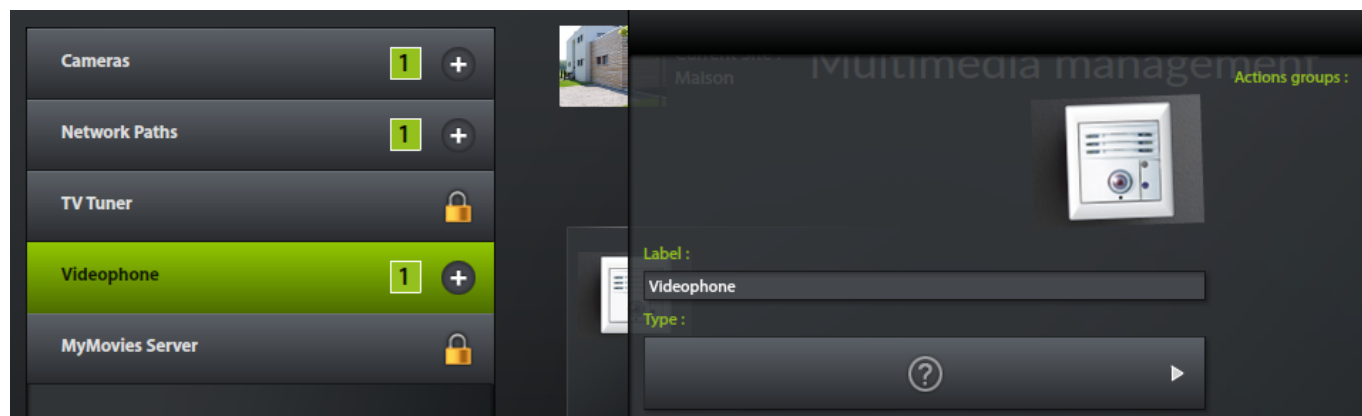 Cameras
1
+
Network Paths
1
+
TV Tuner
Videophone
1
+
MyMovies Server
Maison
Multimedia management
Actions groups :
Label :
Videophone
Type :
?